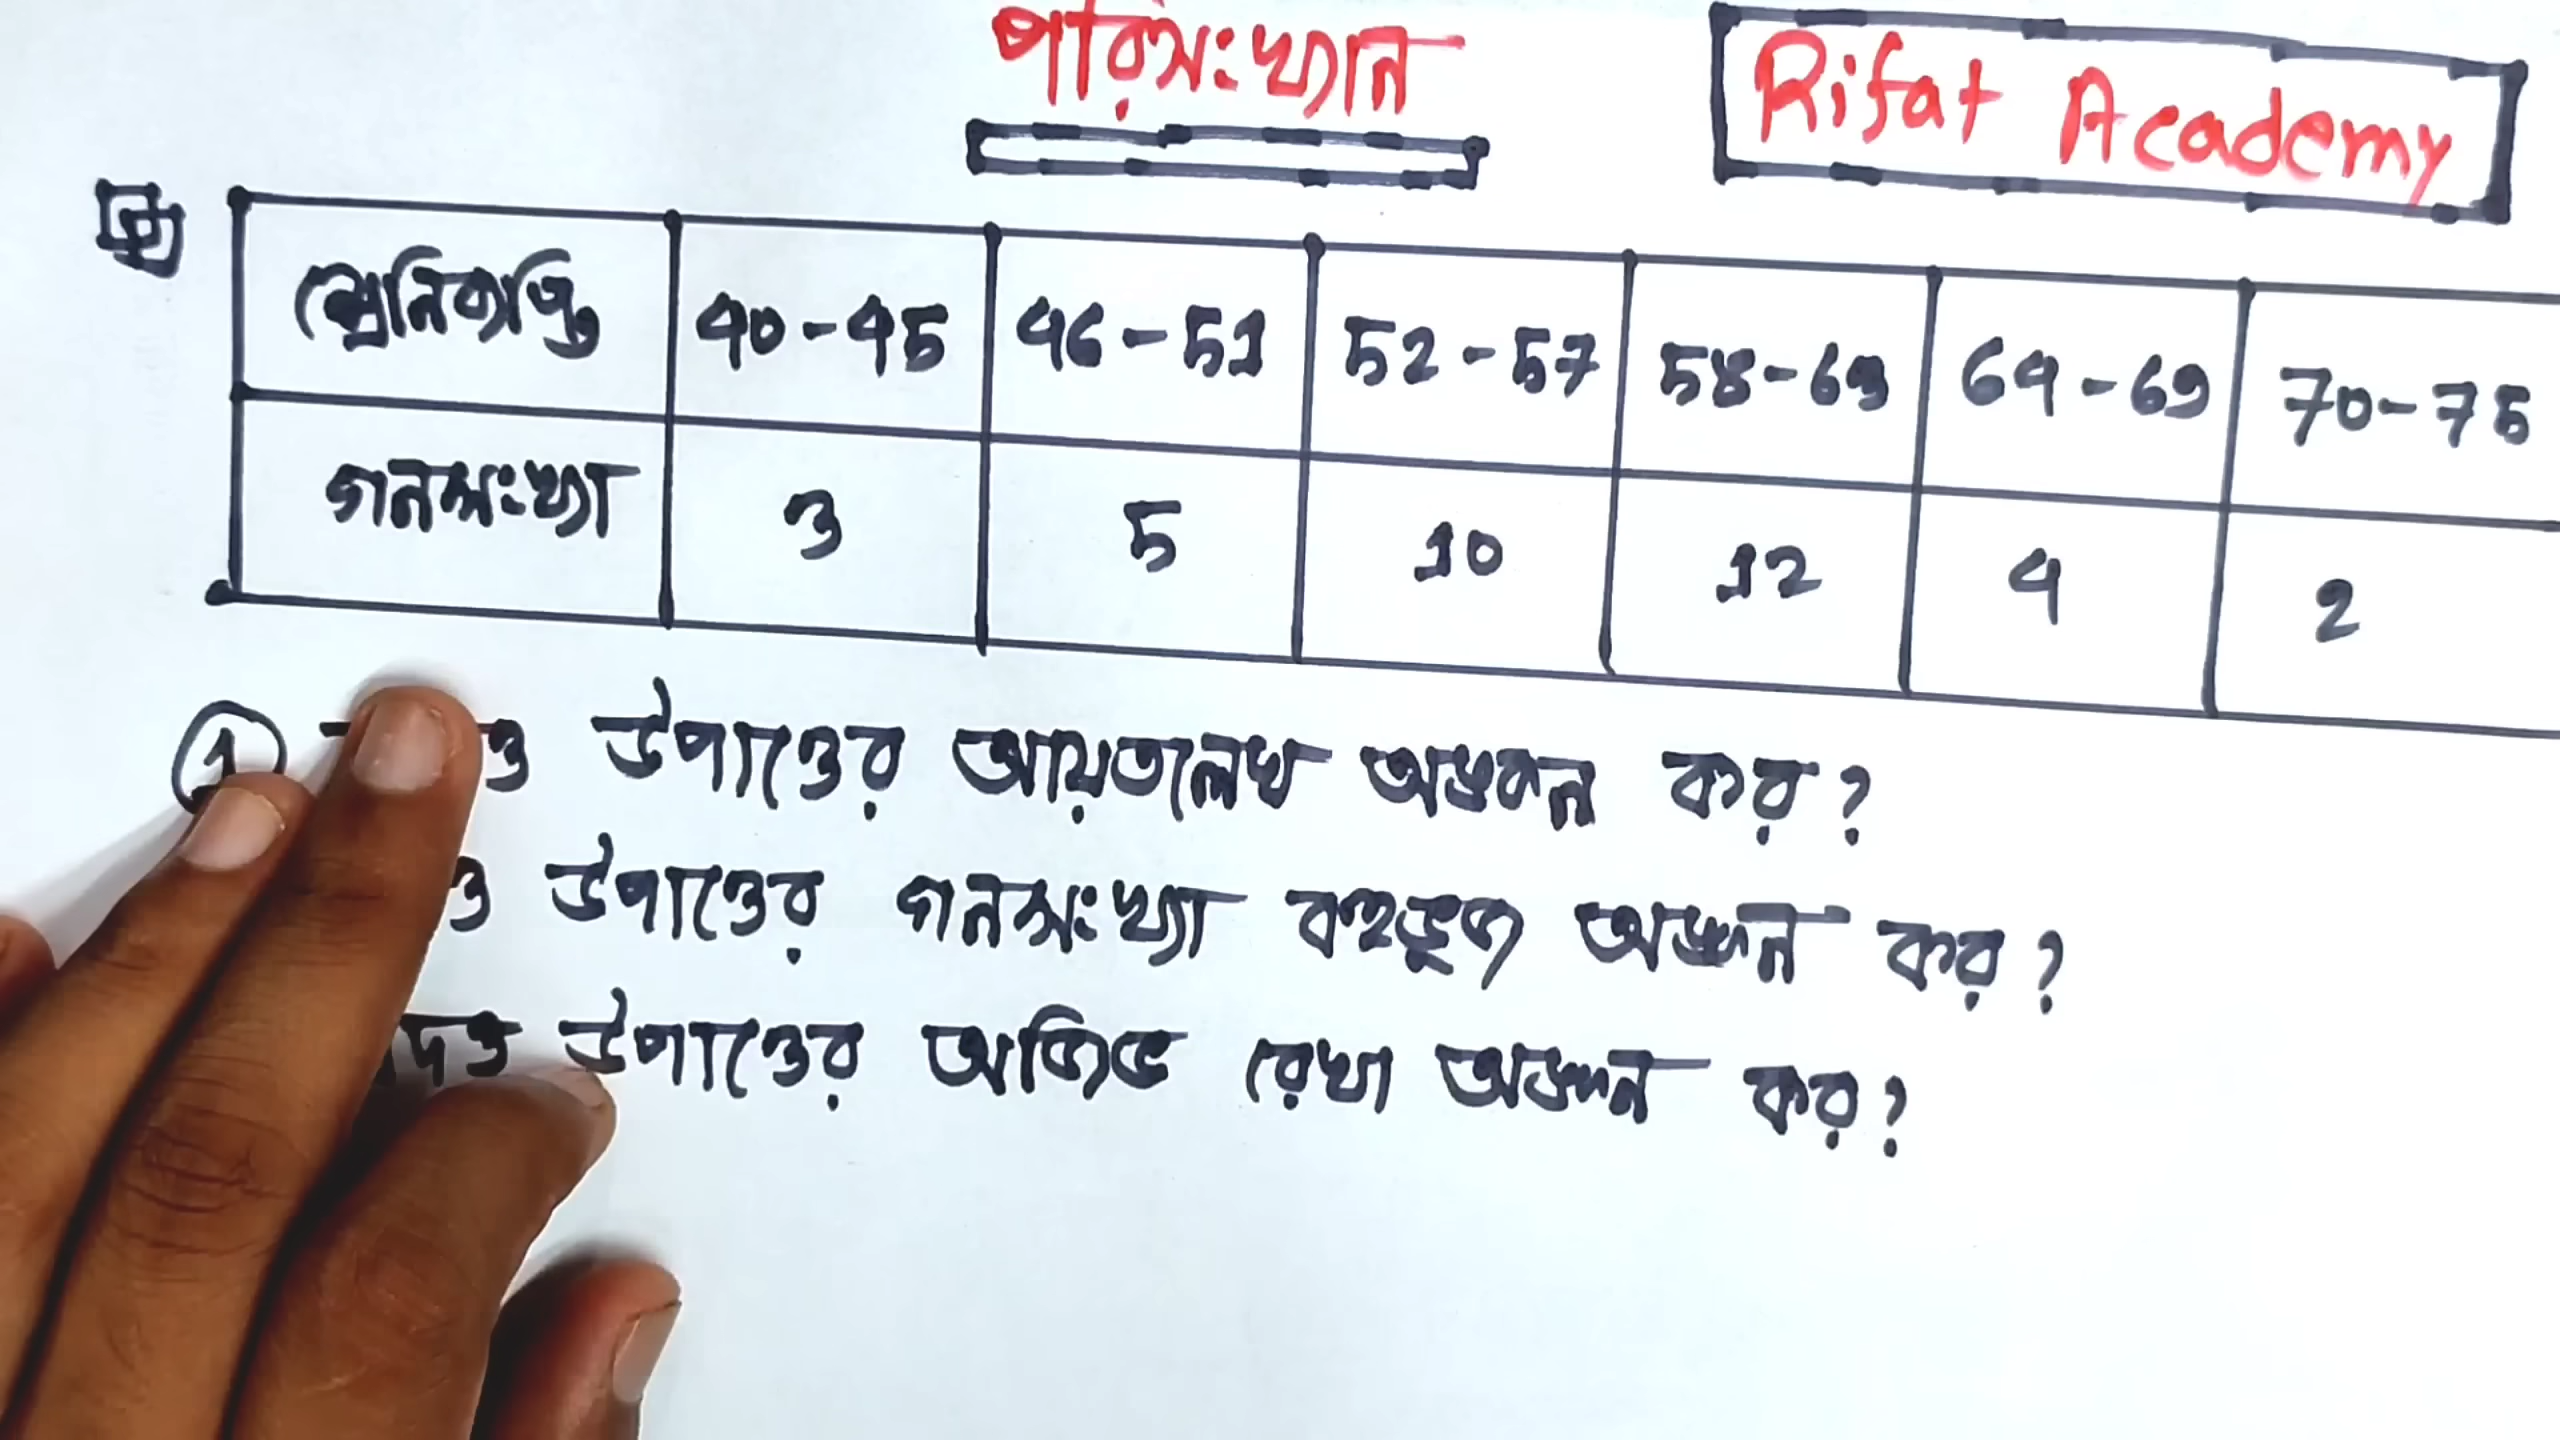 পরিসংখ্যান
Rifat Academy
শ্রেনিব্যপ্তি 40-45 46-51 52-57 58-63 64-69 70-75
গনসংখ্যা 3 5 10 12 4 2
1 উপাত্তের আয়তলেখ অঙ্কন কর?
উপাত্তের গনসংখ্যা বহুভুজ অঙ্কন কর?
উপাত্তের অজিভ রেখা অঙ্কন কর?